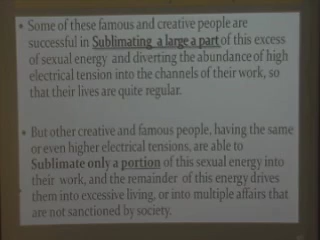 • Some of these famous and creative people are
successful in Sublimating a large a part of this excess
of sexual energy and diverting the abundance of high
electrical tension into the channels of their work, so
that their lives are quite regular.
• But other creative and famous people, having the same
or even higher electrical tensions, are able to
Sublimate only a portion of this sexual energy into
their work, and the remainder of this energy drives
them into excessive living, or into multiple affairs that
are not sanctioned by society.